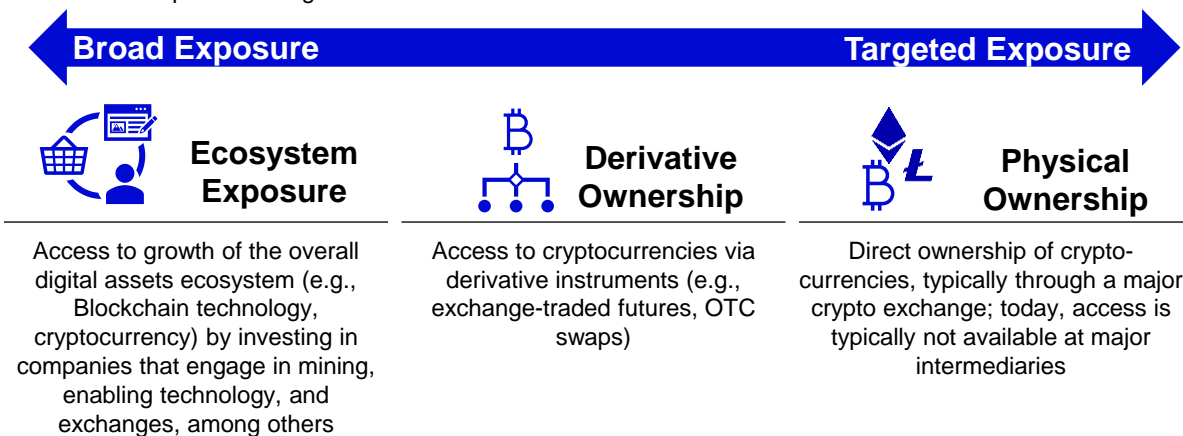 Broad Exposure
Targeted Exposure
Ecosystem
Exposure
Access to growth of the overall
digital assets ecosystem (e.g.,
Blockchain technology,
cryptocurrency) by investing in
companies that engage in mining,
enabling technology, and
exchanges, among others
Derivative
Ownership
Access to cryptocurrencies via
derivative instruments (e.g.,
exchange-traded futures, OTC
swaps)
Physical
Ownership
Direct ownership of crypto-
currencies, typically through a major
crypto exchange; today, access is
typically not available at major
intermediaries